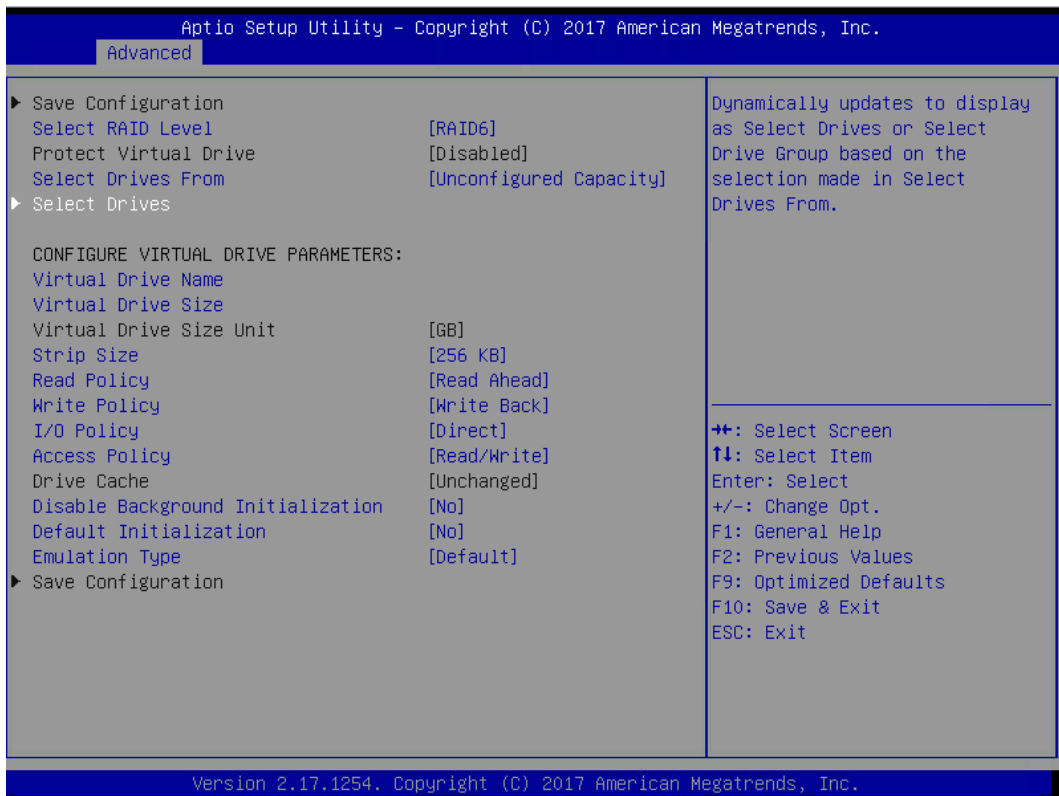 Aptio Setup Utility – Copyright (C) 2017 American Megatrends, Inc.
Advanced
▶ Save Configuration
Select RAID Level [RAID6]
Protect Virtual Drive [Disabled]
Select Drives From [Unconfigured Capacity]
▶ Select Drives
CONFIGURE VIRTUAL DRIVE PARAMETERS:
Virtual Drive Name
Virtual Drive Size
Virtual Drive Size Unit [GB]
Strip Size [256 KB]
Read Policy [Read Ahead]
Write Policy [Write Back]
I/O Policy [Direct]
Access Policy [Read/Write]
Drive Cache [Unchanged]
Disable Background Initialization [No]
Default Initialization [No]
Emulation Type [Default]
▶ Save Configuration
Dynamically updates to display
as Select Drives or Select
Drive Group based on the
selection made in Select
Drives From.
→←: Select Screen
↑↓: Select Item
Enter: Select
+/-: Change Opt.
F1: General Help
F2: Previous Values
F9: Optimized Defaults
F10: Save & Exit
ESC: Exit
Version 2.17.1254. Copyright (C) 2017 American Megatrends, Inc.